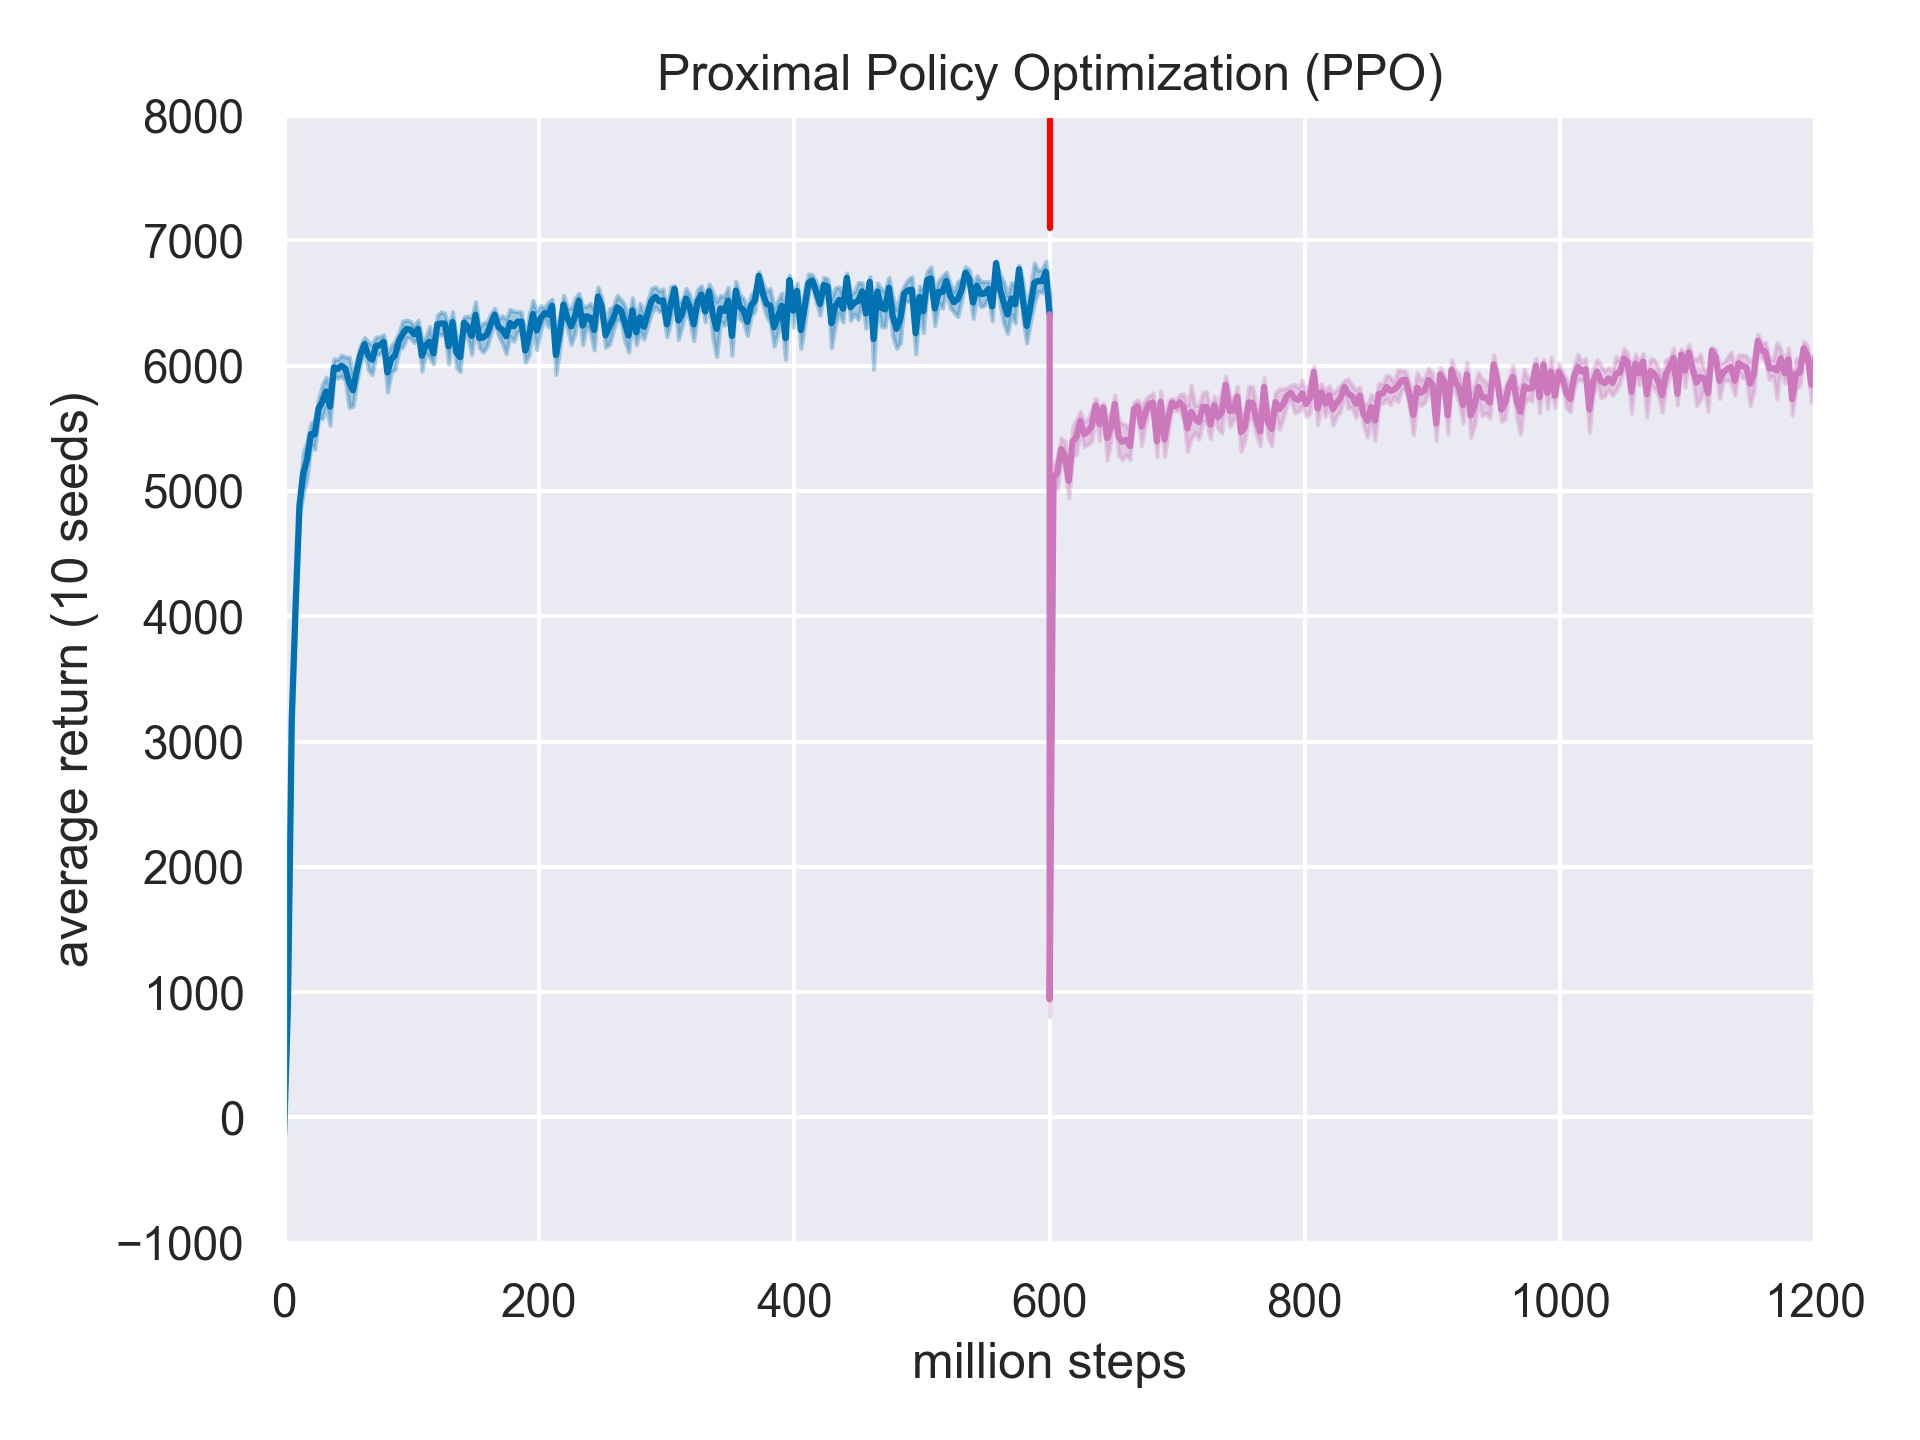 Proximal Policy Optimization (PPO)
8000
7000
6000
5000
4000
3000
2000
1000
0
−1000
average return (10 seeds)
0 200 400 600 800 1000 1200
million steps